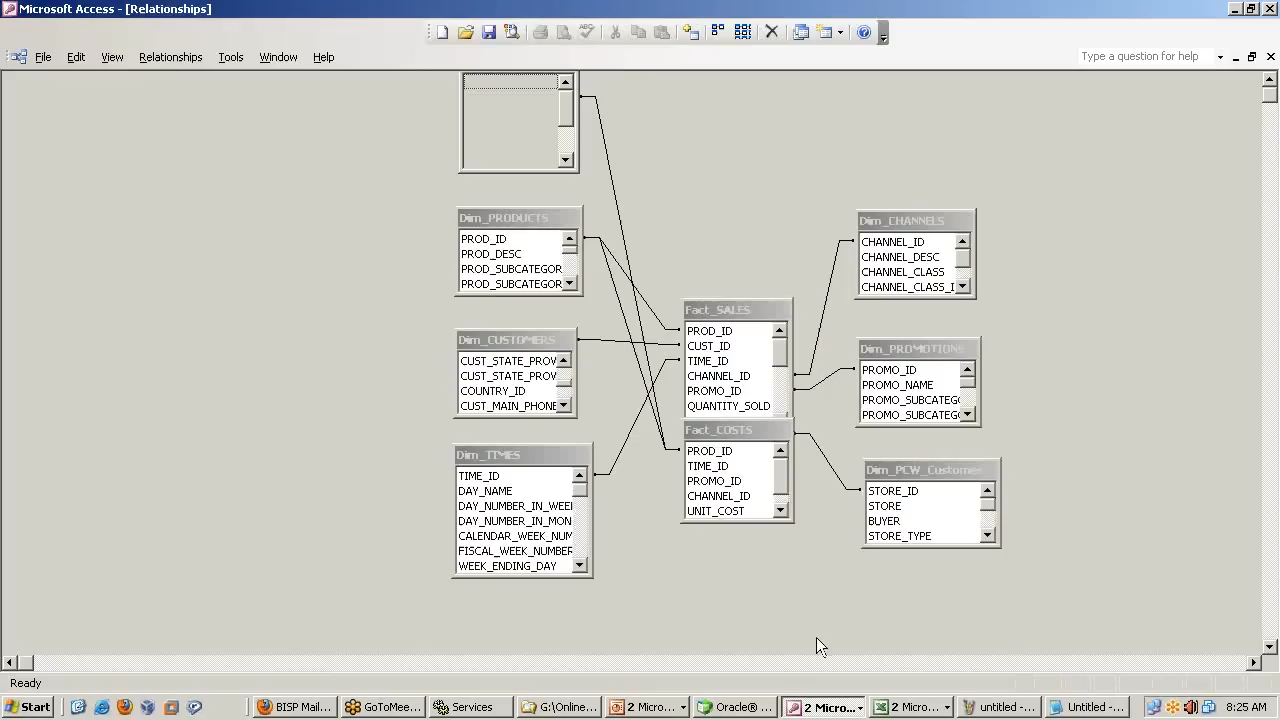 Microsoft Access - [Relationships]
File Edit View Relationships Tools Window Help
Type a question for help
Dim_PRODUCTS
PROD_ID
PROD_DESC
PROD_SUBCATEGOR
PROD_SUBCATEGOR
Dim_CUSTOMERS
CUST_STATE_PROV
CUST_STATE_PROV
COUNTRY_ID
CUST_MAIN_PHONE
Dim_TIMES
TIME_ID
DAY_NAME
DAY_NUMBER_IN_WEE
DAY_NUMBER_IN_MON
CALENDAR_WEEK_NUM
FISCAL_WEEK_NUMBER
WEEK_ENDING_DAY
Fact_SALES
PROD_ID
CUST_ID
TIME_ID
CHANNEL_ID
PROMO_ID
QUANTITY_SOLD
Fact_COSTS
PROD_ID
TIME_ID
PROMO_ID
CHANNEL_ID
UNIT_COST
Dim_CHANNELS
CHANNEL_ID
CHANNEL_DESC
CHANNEL_CLASS
CHANNEL_CLASS_I
Dim_PROMOTIONS
PROMO_ID
PROMO_NAME
PROMO_SUBCATEGO
PROMO_SUBCATEGO
Dim_PCW_Customer
STORE_ID
STORE
BUYER
STORE_TYPE
Ready
Start BISP Mail... GoToMee... Services G:\Online... 2 Micro... Oracle® ... 2 Micro... 2 Micro... untitled -... Untitled -... 8:25 AM